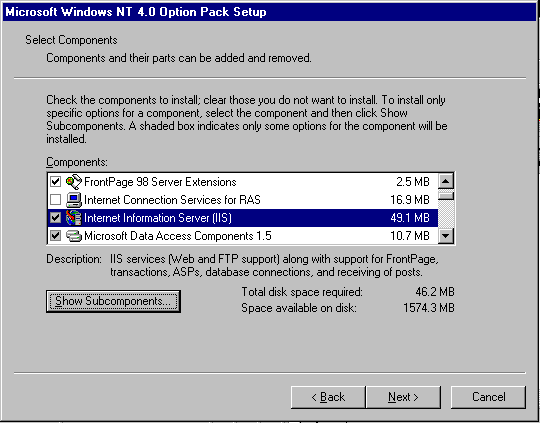 Microsoft Windows NT 4.0 Option Pack Setup
Select Components
Components and their parts can be added and removed.
Check the components to install; clear those you do not want to install. To install only
specific options for a component, select the component and then click Show
Subcomponents. A shaded box indicates only some options for the component will be
installed.
Components:
FrontPage 98 Server Extensions 2.5 MB
Internet Connection Services for RAS 16.9 MB
Internet Information Server (IIS) 49.1 MB
Microsoft Data Access Components 1.5 10.7 MB
Description: IIS services (Web and FTP support) along with support for FrontPage,
transactions, ASPs, database connections, and receiving of posts.
Show Subcomponents... Total disk space required: 46.2 MB
Space available on disk: 1574.3 MB
< Back Next > Cancel